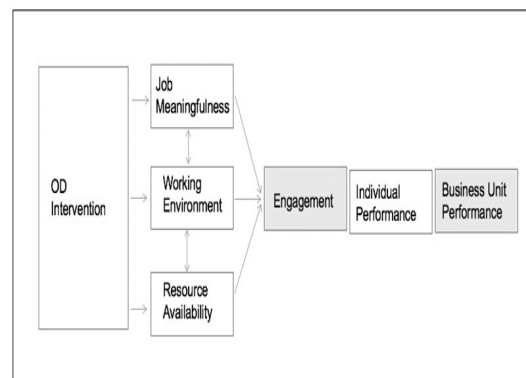 Job
Meaningfulness
OD
Intervention
Working
Environment
Engagement
Individual
Performance
Business Unit
Performance
Resource
Availability